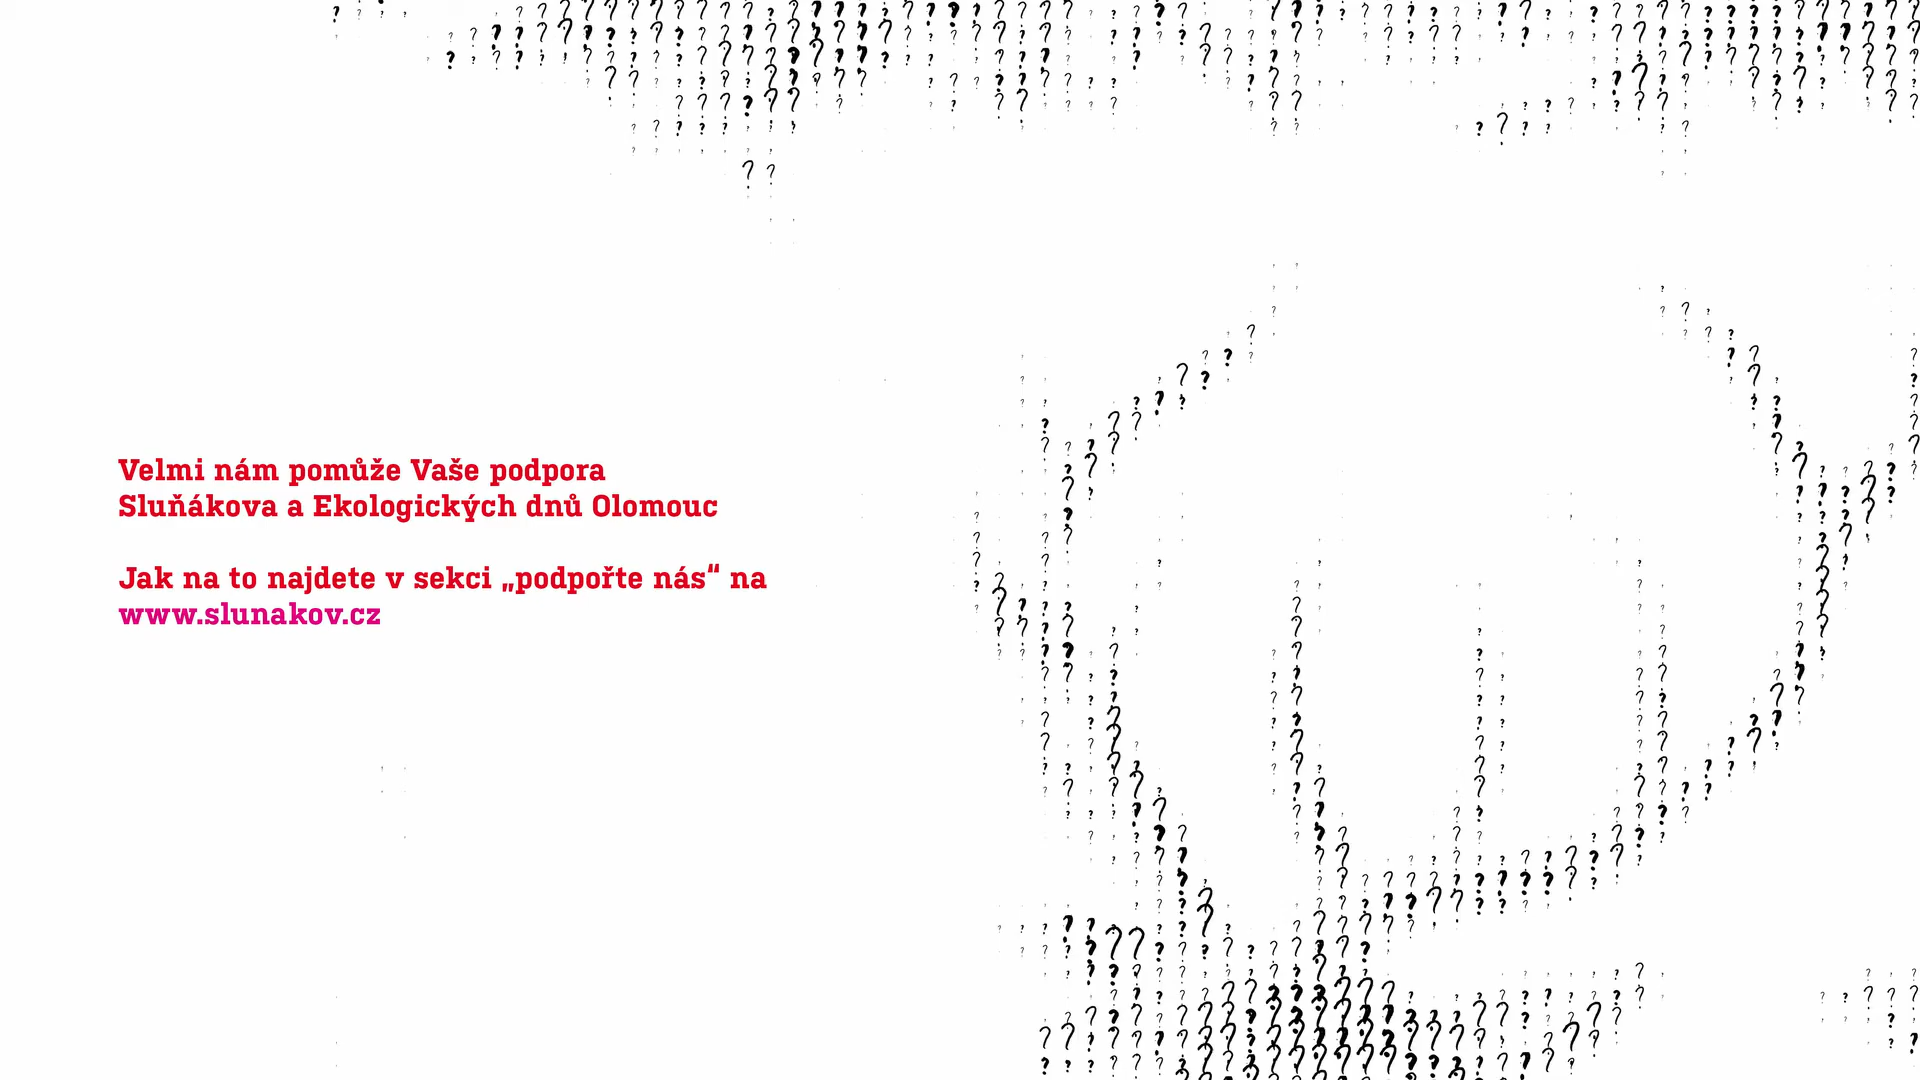 Velmi nám pomůže Vaše podpora
Sluňákova a Ekologických dnů Olomouc
Jak na to najdete v sekci „podpořte nás“ na
www.slunakov.cz